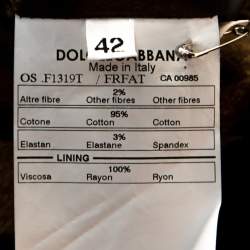 42
DOLCE&GABBANA
Made in Italy
OS .F1319T / FRFAT CA 00985
2%
Altre fibre Other fibres Other fibres
95%
Cotone Cotton Cotton
3%
Elastan Elastane Spandex
LINING
100%
Viscosa Rayon Ryon